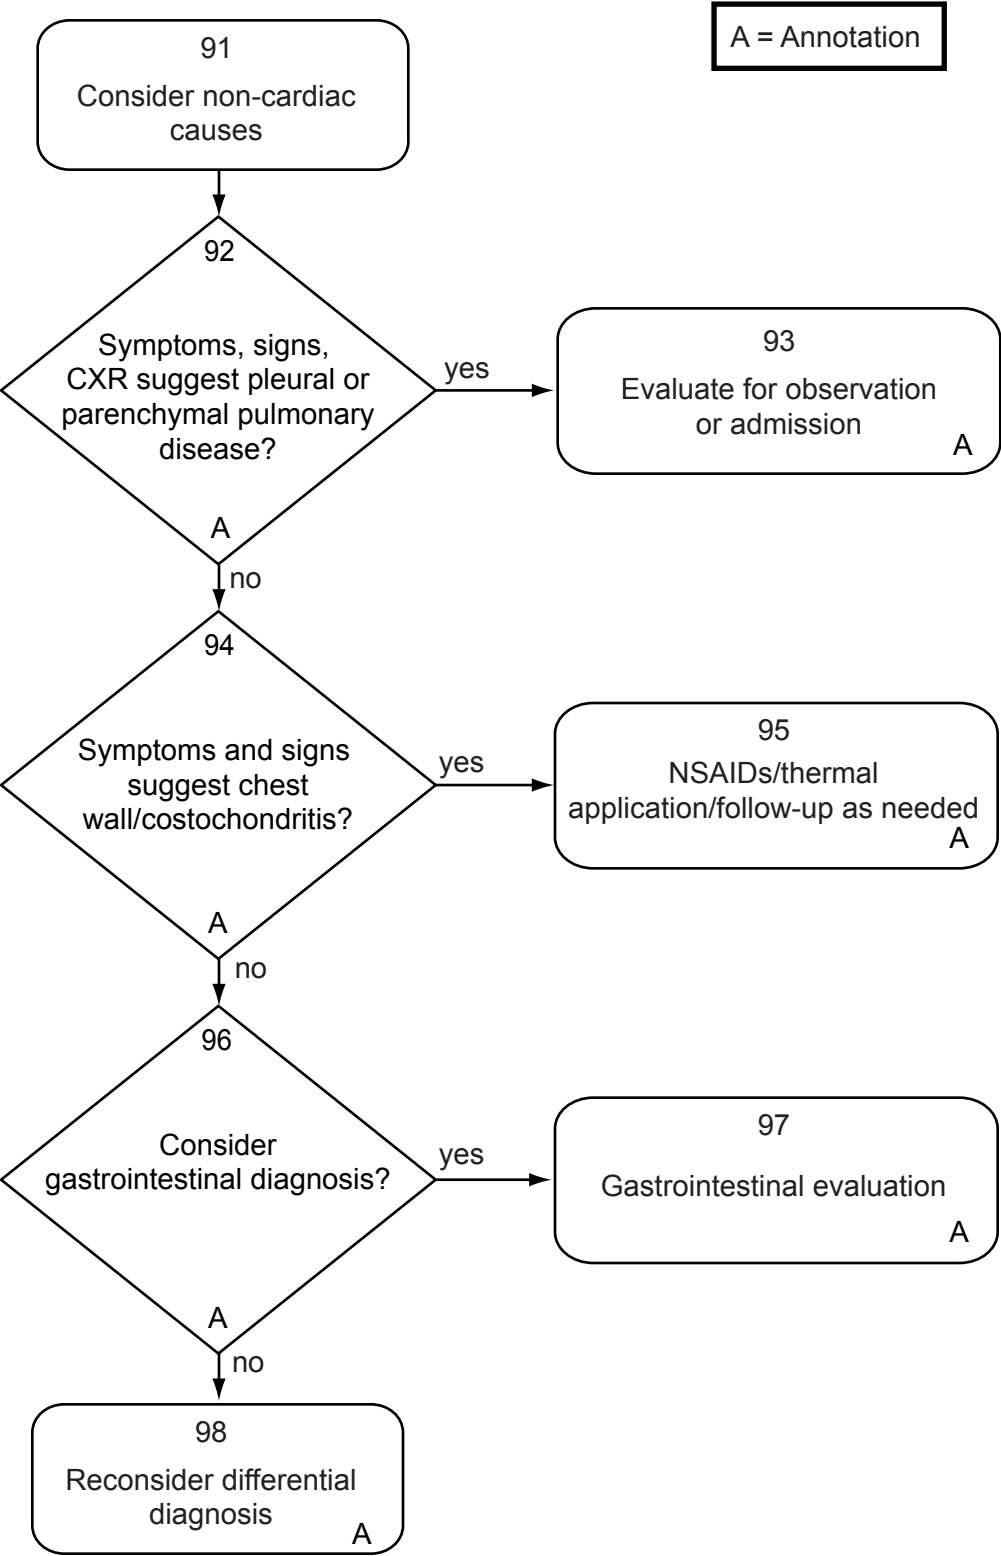 A = Annotation
91
Consider non-cardiac
causes
92
Symptoms, signs,
CXR suggest pleural or
parenchymal pulmonary
disease?
A
yes
93
Evaluate for observation
or admission
A
no
94
Symptoms and signs
suggest chest
wall/costochondritis?
A
yes
95
NSAIDs/thermal
application/follow-up as needed
A
no
96
Consider
gastrointestinal diagnosis?
A
yes
97
Gastrointestinal evaluation
A
no
98
Reconsider differential
diagnosis
A